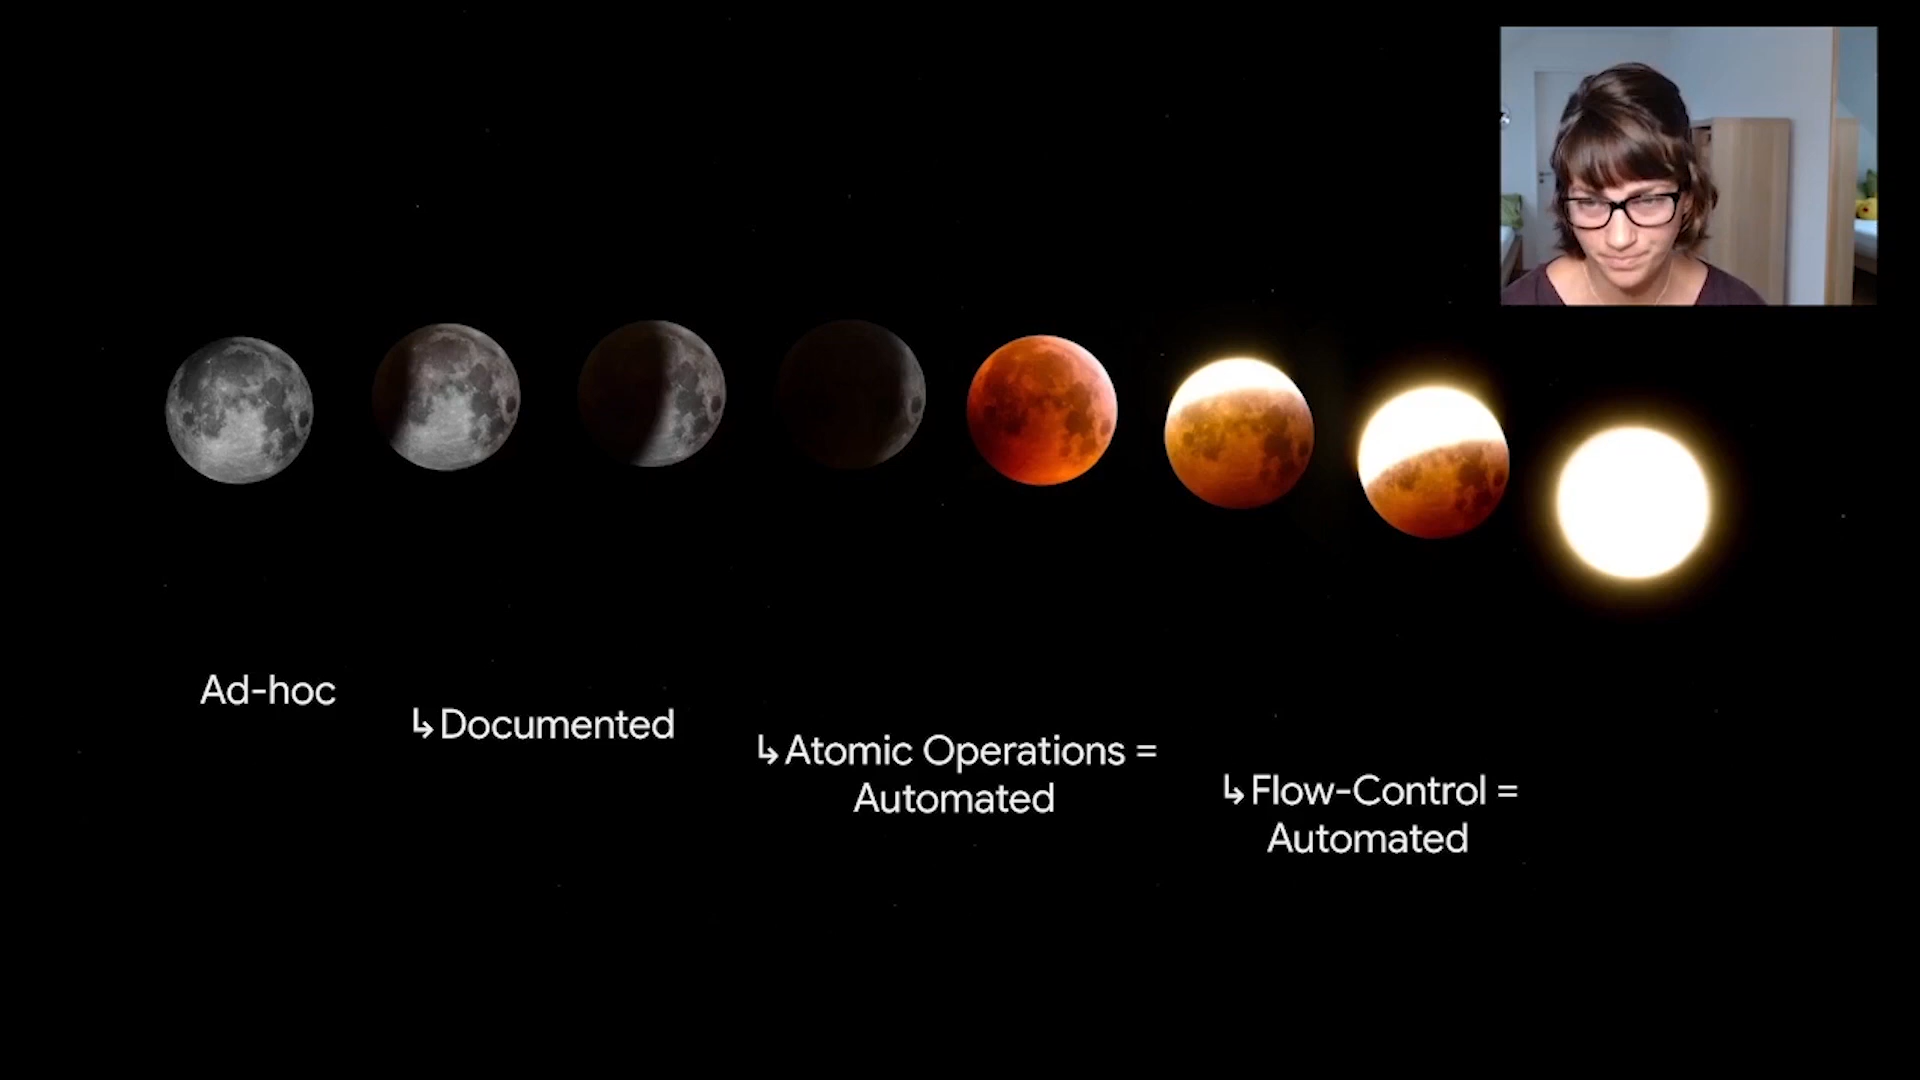 Ad-hoc
↳Documented
↳Atomic Operations =
Automated
↳Flow-Control =
Automated